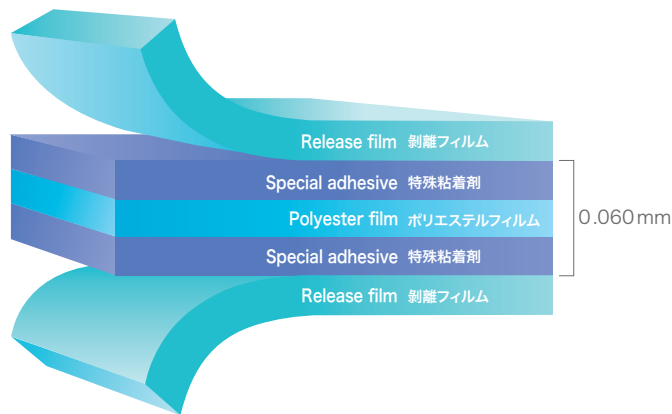 Release film 剥離フィルム
Special adhesive 特殊粘着剤
Polyester film ポリエステルフィルム
Special adhesive 特殊粘着剤
Release film 剥離フィルム
0.060mm